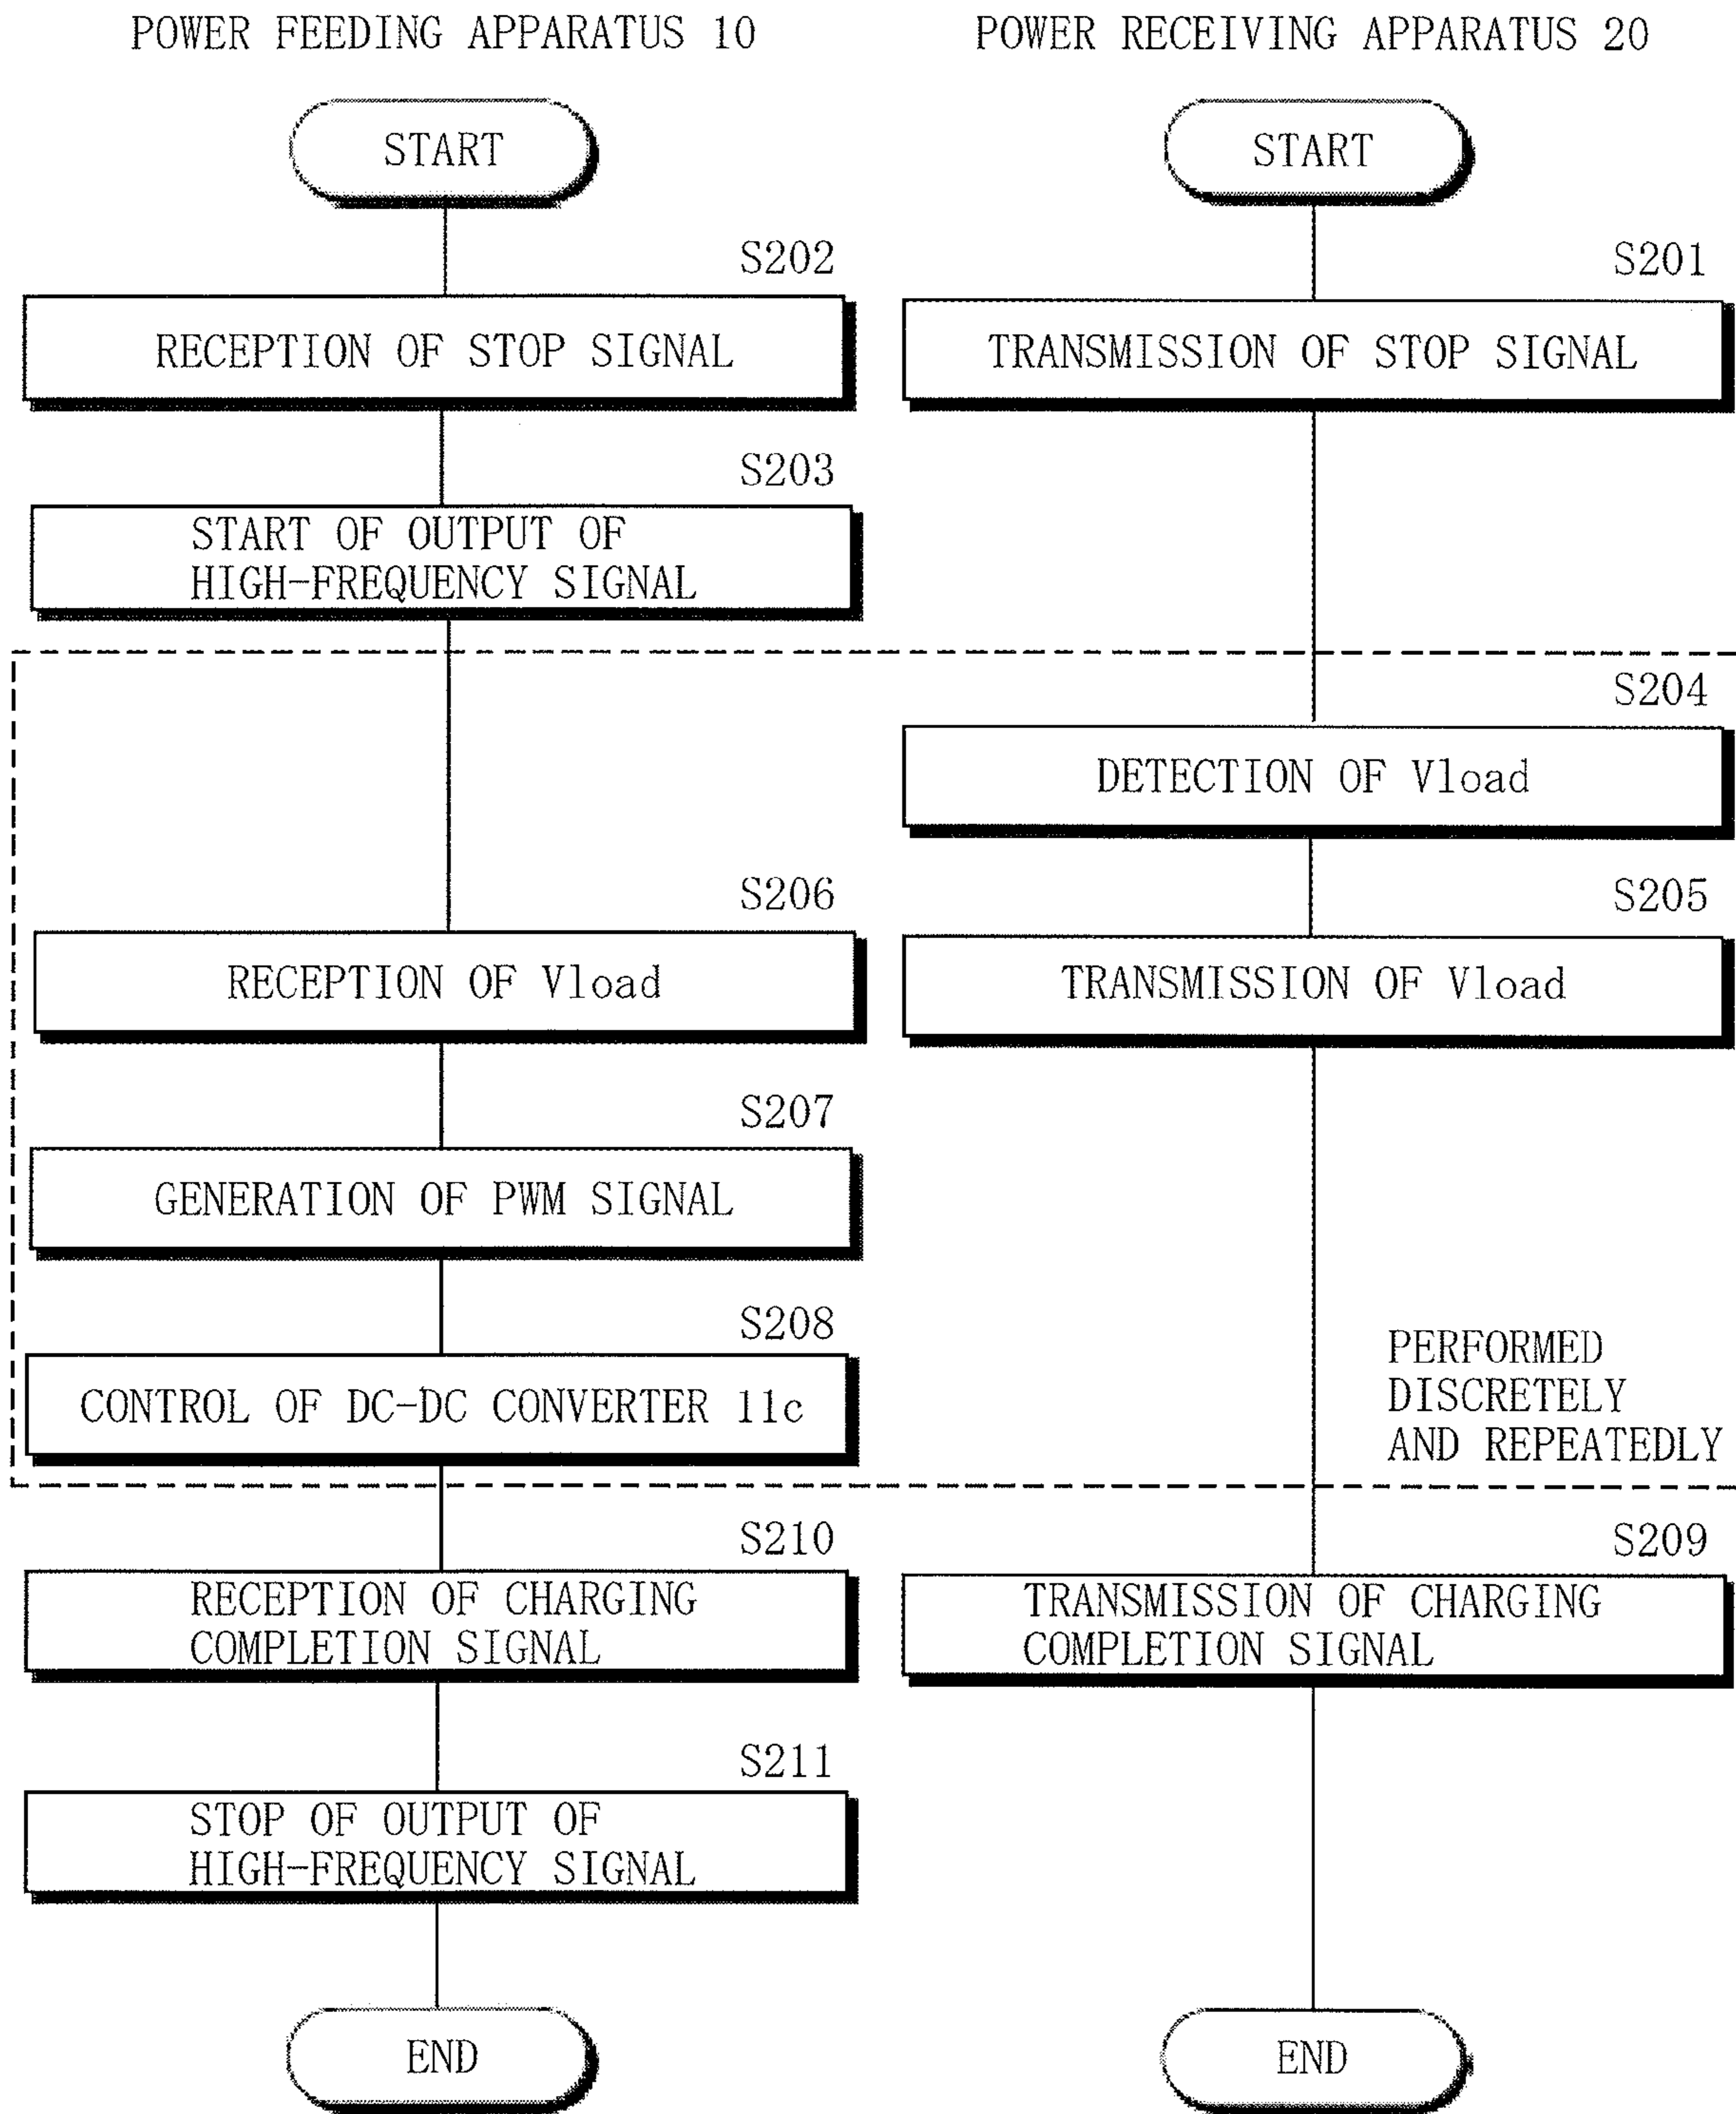 POWER FEEDING APPARATUS 10
POWER RECEIVING APPARATUS 20
START
START
S202
S201
RECEPTION OF STOP SIGNAL
TRANSMISSION OF STOP SIGNAL
S203
START OF OUTPUT OF
HIGH-FREQUENCY SIGNAL
S204
DETECTION OF Vload
S206
S205
RECEPTION OF Vload
TRANSMISSION OF Vload
S207
GENERATION OF PWM SIGNAL
S208
CONTROL OF DC-DC CONVERTER 11c
PERFORMED
DISCRETELY
AND REPEATEDLY
S210
S209
RECEPTION OF CHARGING
COMPLETION SIGNAL
TRANSMISSION OF CHARGING
COMPLETION SIGNAL
S211
STOP OF OUTPUT OF
HIGH-FREQUENCY SIGNAL
END
END